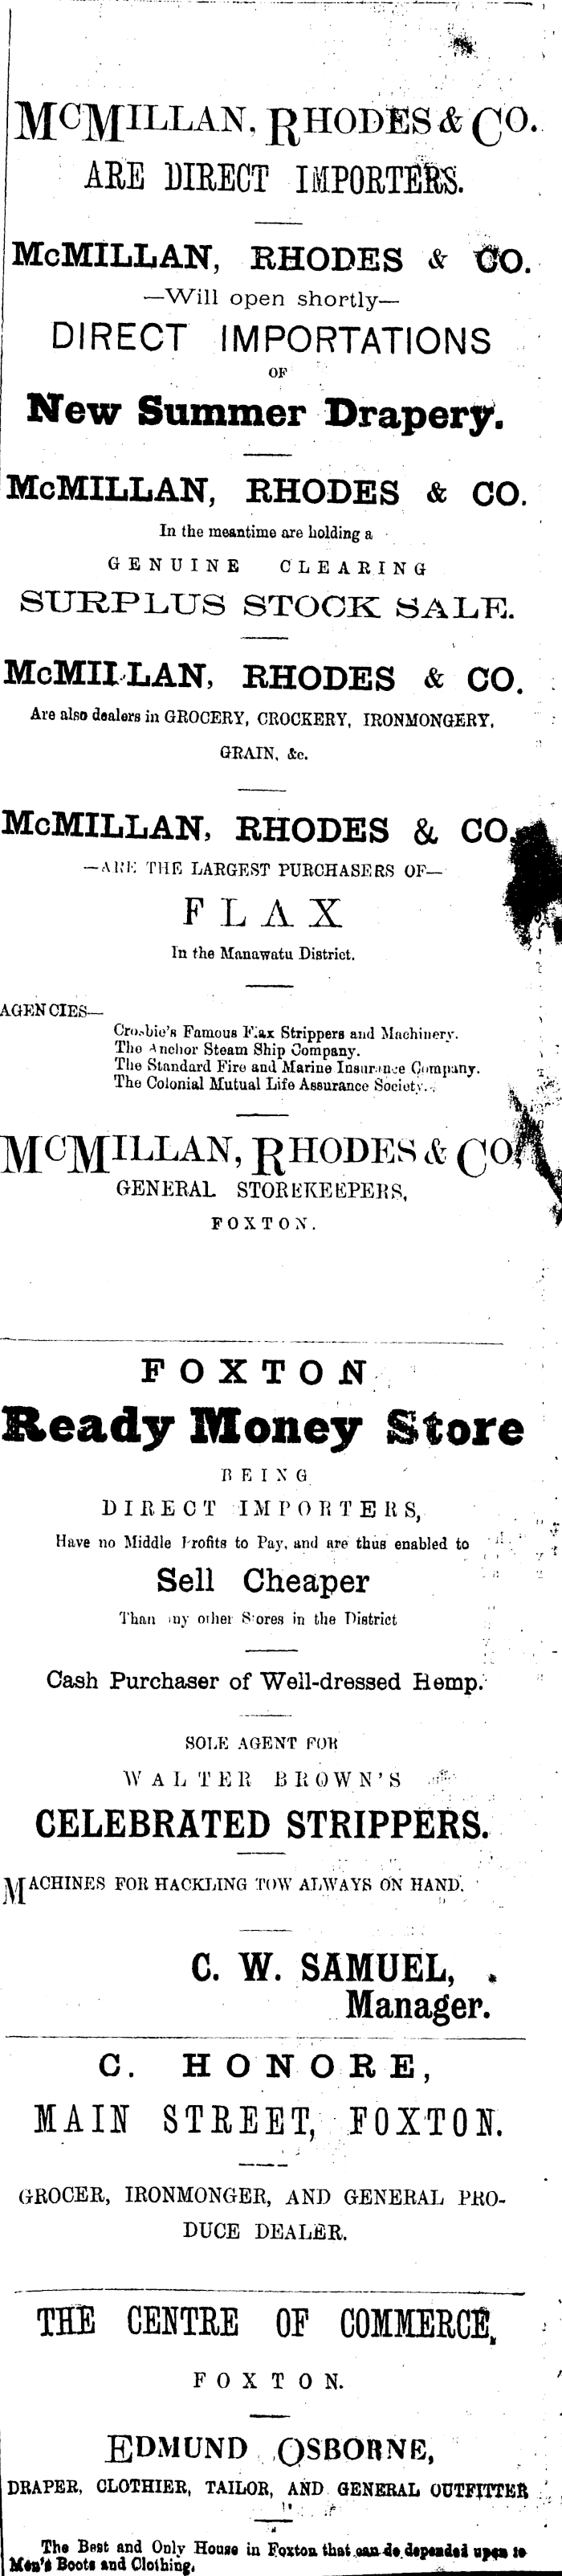 McMILLAN, RHODES & CO.
ARE DIRECT IMPORTERS.
McMILLAN, RHODES & CO.
—Will open shortly—
DIRECT IMPORTATIONS
OF
New Summer Drapery.
McMILLAN, RHODES & CO.
In the meantime are holding a
GENUINE CLEARING
SURPLUS STOCK SALE.
McMILLAN, RHODES & CO.
Are also dealers in GROCERY, CROCKERY, IRONMONGERY,
GRAIN, &c.
McMILLAN, RHODES & CO.
—ARE THE LARGEST PURCHASERS OF—
FLAX
In the Manawatu District.
AGENCIES—
Crosbie's Famous Flax Strippers and Machinery.
The Anchor Steam Ship Company.
The Standard Fire and Marine Insurance Company.
The Colonial Mutual Life Assurance Society.
McMILLAN, RHODES & CO.
GENERAL STOREKEEPERS,
FOXTON.
FOXTON
Ready Money Store
BEING
DIRECT IMPORTERS,
Have no Middle Profits to Pay, and are thus enabled to
Sell Cheaper
Than any other Stores in the District
Cash Purchaser of Well-dressed Hemp.
SOLE AGENT FOR
WALTER BROWN'S
CELEBRATED STRIPPERS.
MACHINES FOR HACKLING TOW ALWAYS ON HAND.
C. W. SAMUEL,
Manager.
C. HONORE,
MAIN STREET, FOXTON.
GROCER, IRONMONGER, AND GENERAL PRO-
DUCE DEALER.
THE CENTRE OF COMMERCE,
FOXTON.
EDMUND OSBORNE,
DRAPER, CLOTHIER, TAILOR, AND GENERAL OUTFITTER
The Best and Only House in Foxton that can be depended upon in
Men's Boots and Clothing,